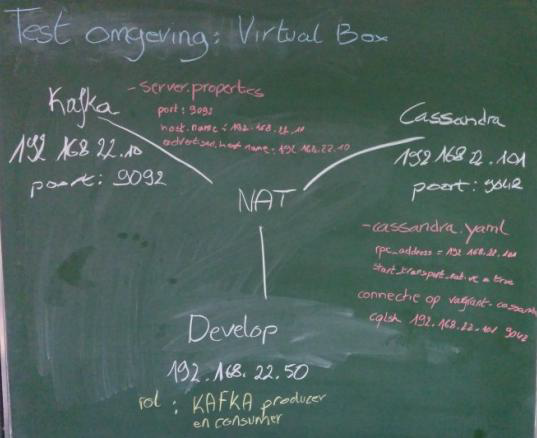 Test omgeving: Virtual Box
Kafka
192.168.22.10
poort: 9092
- server.properties
port: 9092
host.name: 192.168.22.10
advertised.host.name: 192.168.22.10
Cassandra
192.168.22.101
poort: 9042
NAT
- cassandra.yaml
rpc_address = 192.168.22.101
start_transport_native = true
connectie op vagrant-cassandra
cqlsh 192.168.22.101 9042
Develop
192.168.22.50
rol: KAFKA producer
en consumer